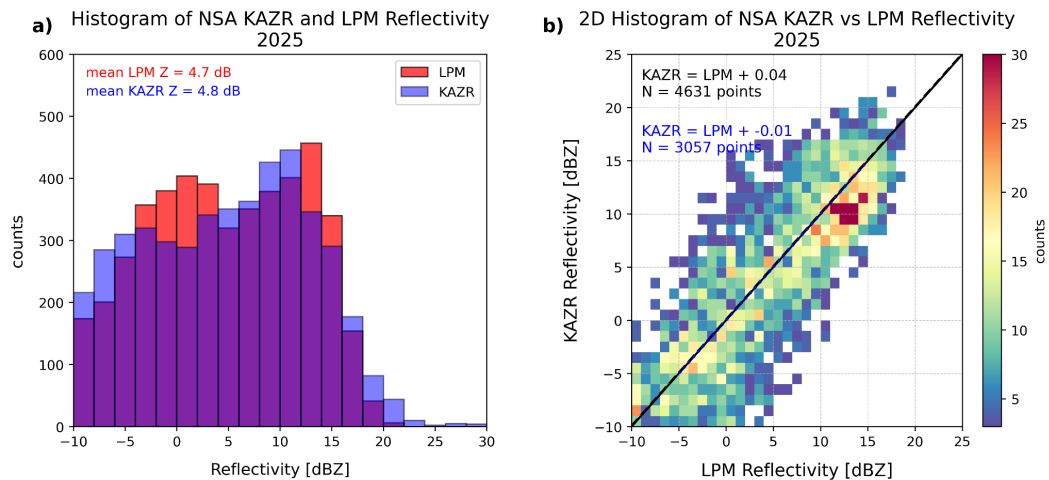 a)
Histogram of NSA KAZR and LPM Reflectivity
2025
mean LPM Z = 4.7 dB
mean KAZR Z = 4.8 dB
LPM
KAZR
600
500
400
300
200
100
0
counts
−10
−5
0
5
10
15
20
25
30
Reflectivity [dBZ]
b)
2D Histogram of NSA KAZR vs LPM Reflectivity
2025
KAZR = LPM + 0.04
N = 4631 points
KAZR = LPM + -0.01
N = 3057 points
25
20
15
10
5
0
−5
−10
KAZR Reflectivity [dBZ]
−10
−5
0
5
10
15
20
25
LPM Reflectivity [dBZ]
30
25
20
15
10
5
counts